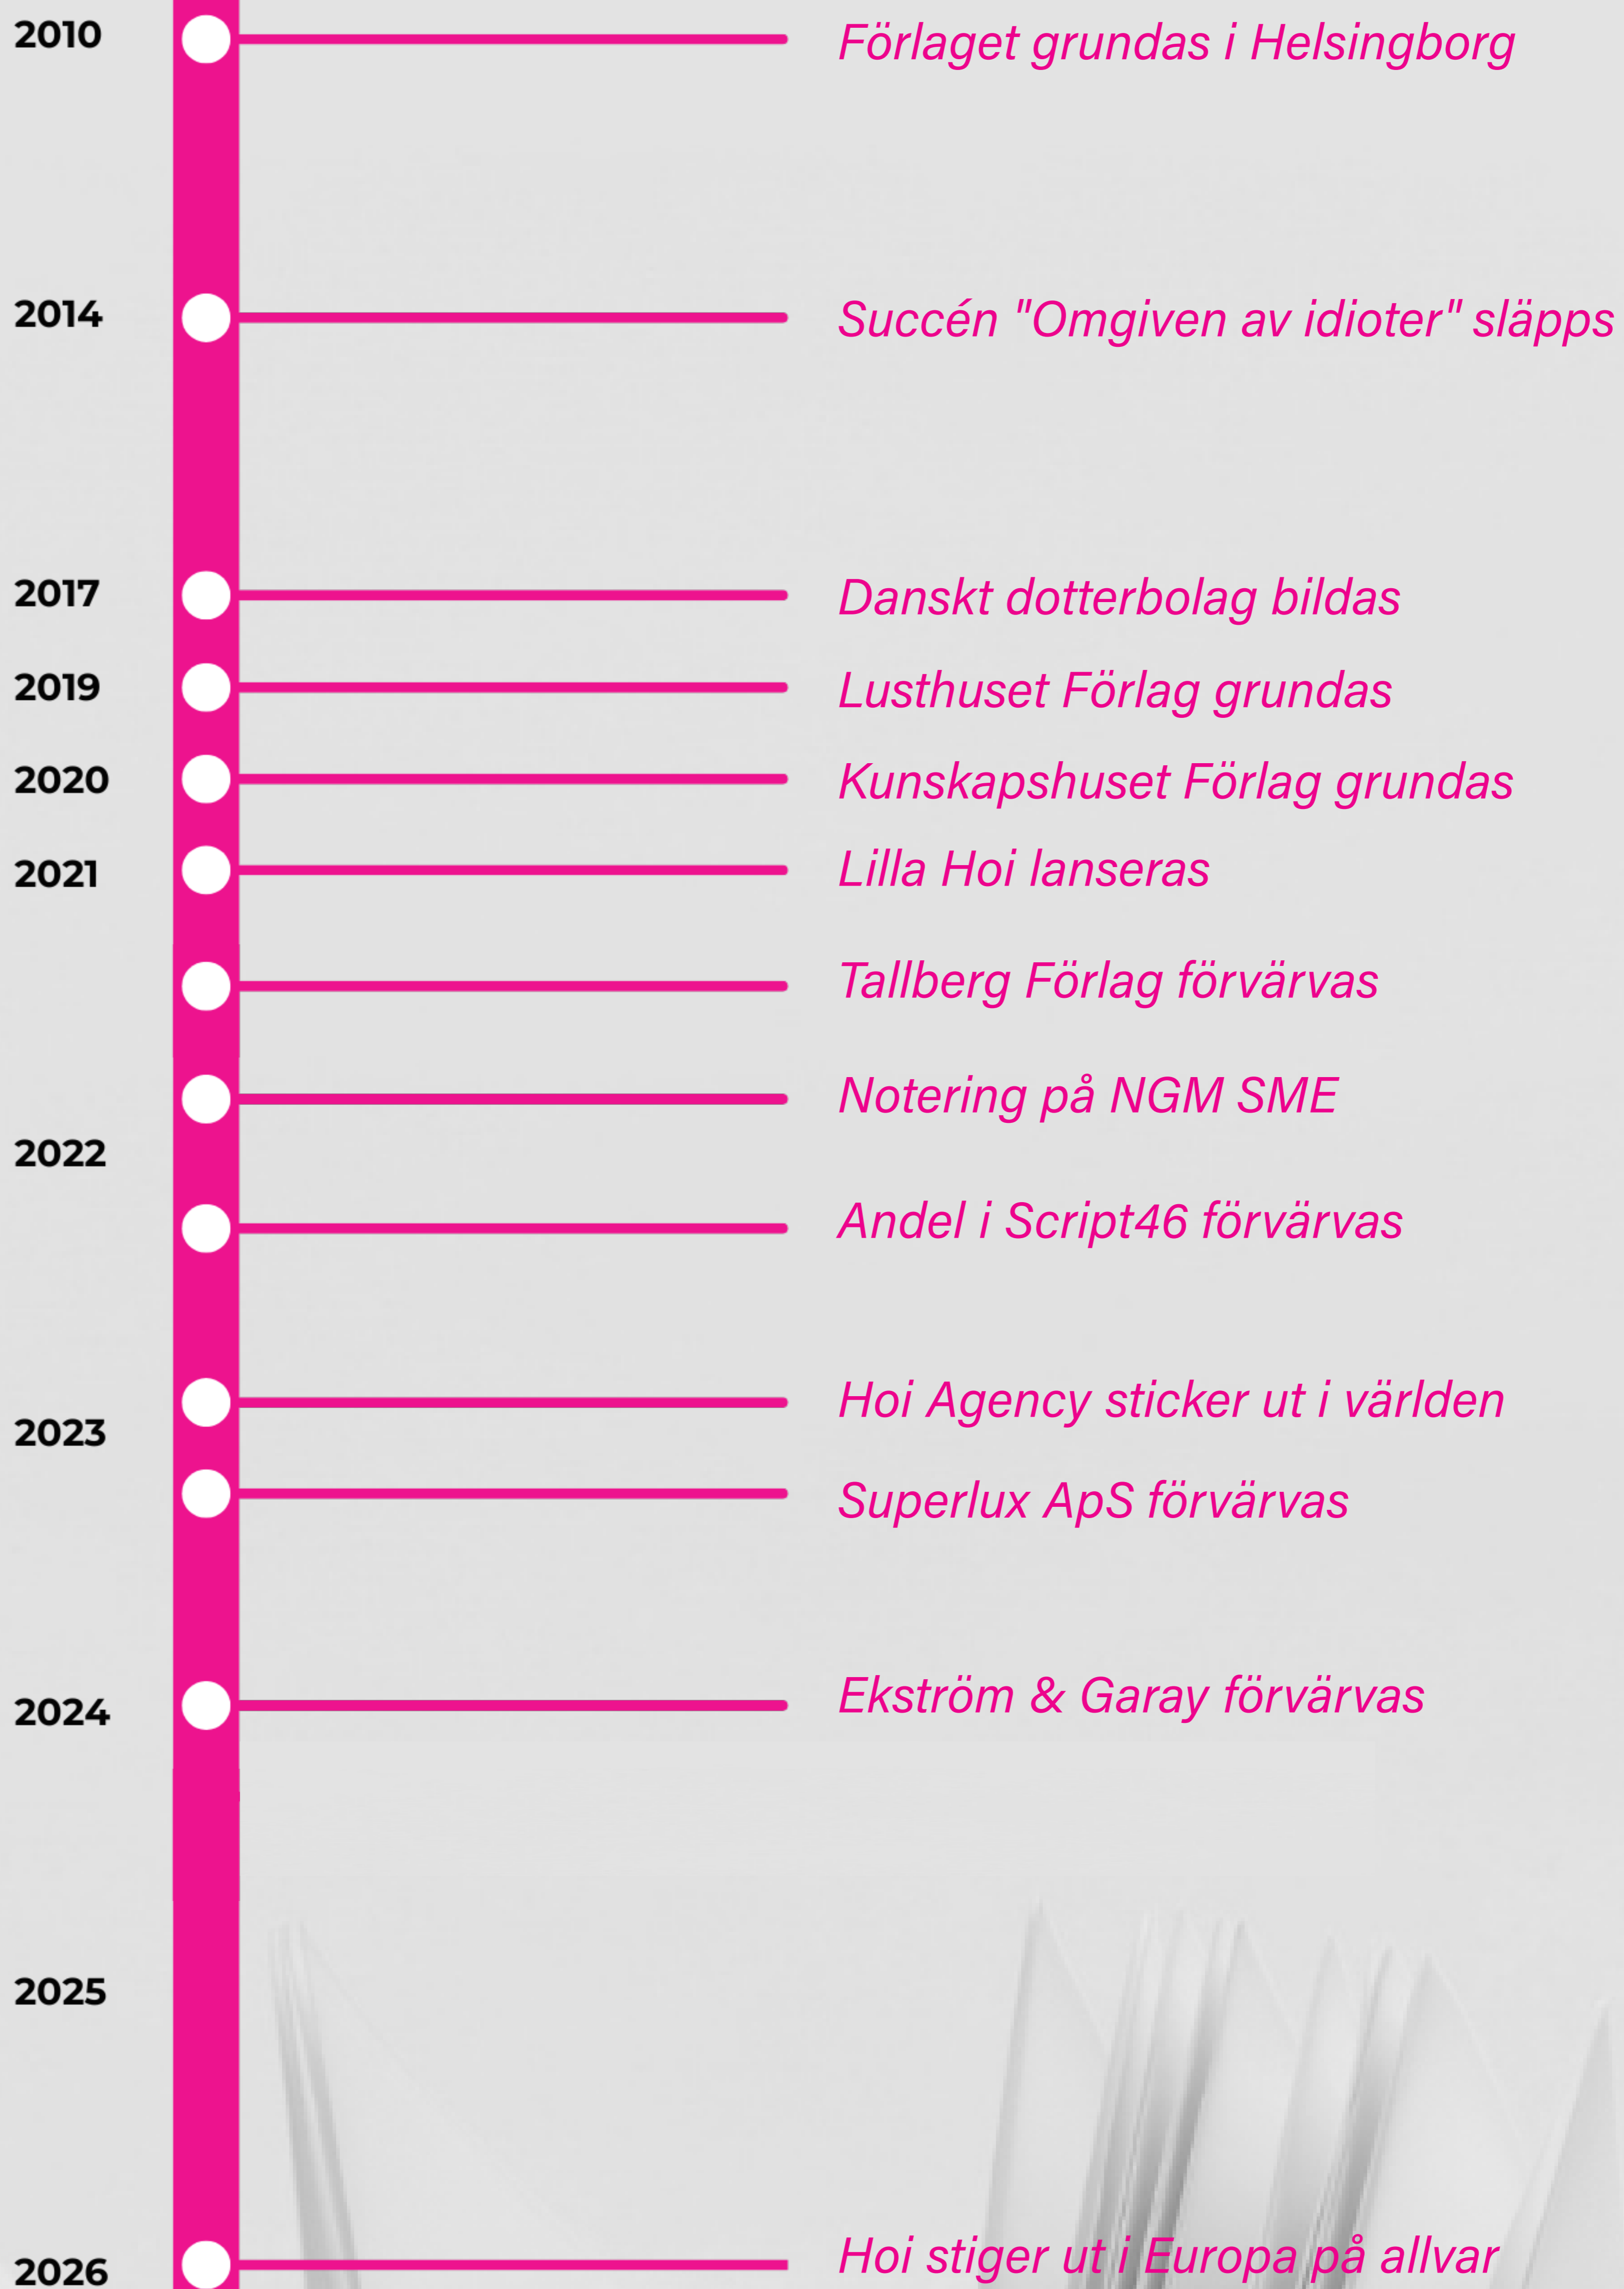 2010 Förlaget grundas i Helsingborg
2014 Succén "Omgiven av idioter" släpps
2017 Danskt dotterbolag bildas
2019 Lusthuset Förlag grundas
2020 Kunskapshuset Förlag grundas
2021 Lilla Hoi lanseras
Tallberg Förlag förvärvas
Notering på NGM SME
2022
Andel i Script46 förvärvas
Hoi Agency sticker ut i världen
2023
Superlux ApS förvärvas
2024 Ekström & Garay förvärvas
2025
2026 Hoi stiger ut i Europa på allvar